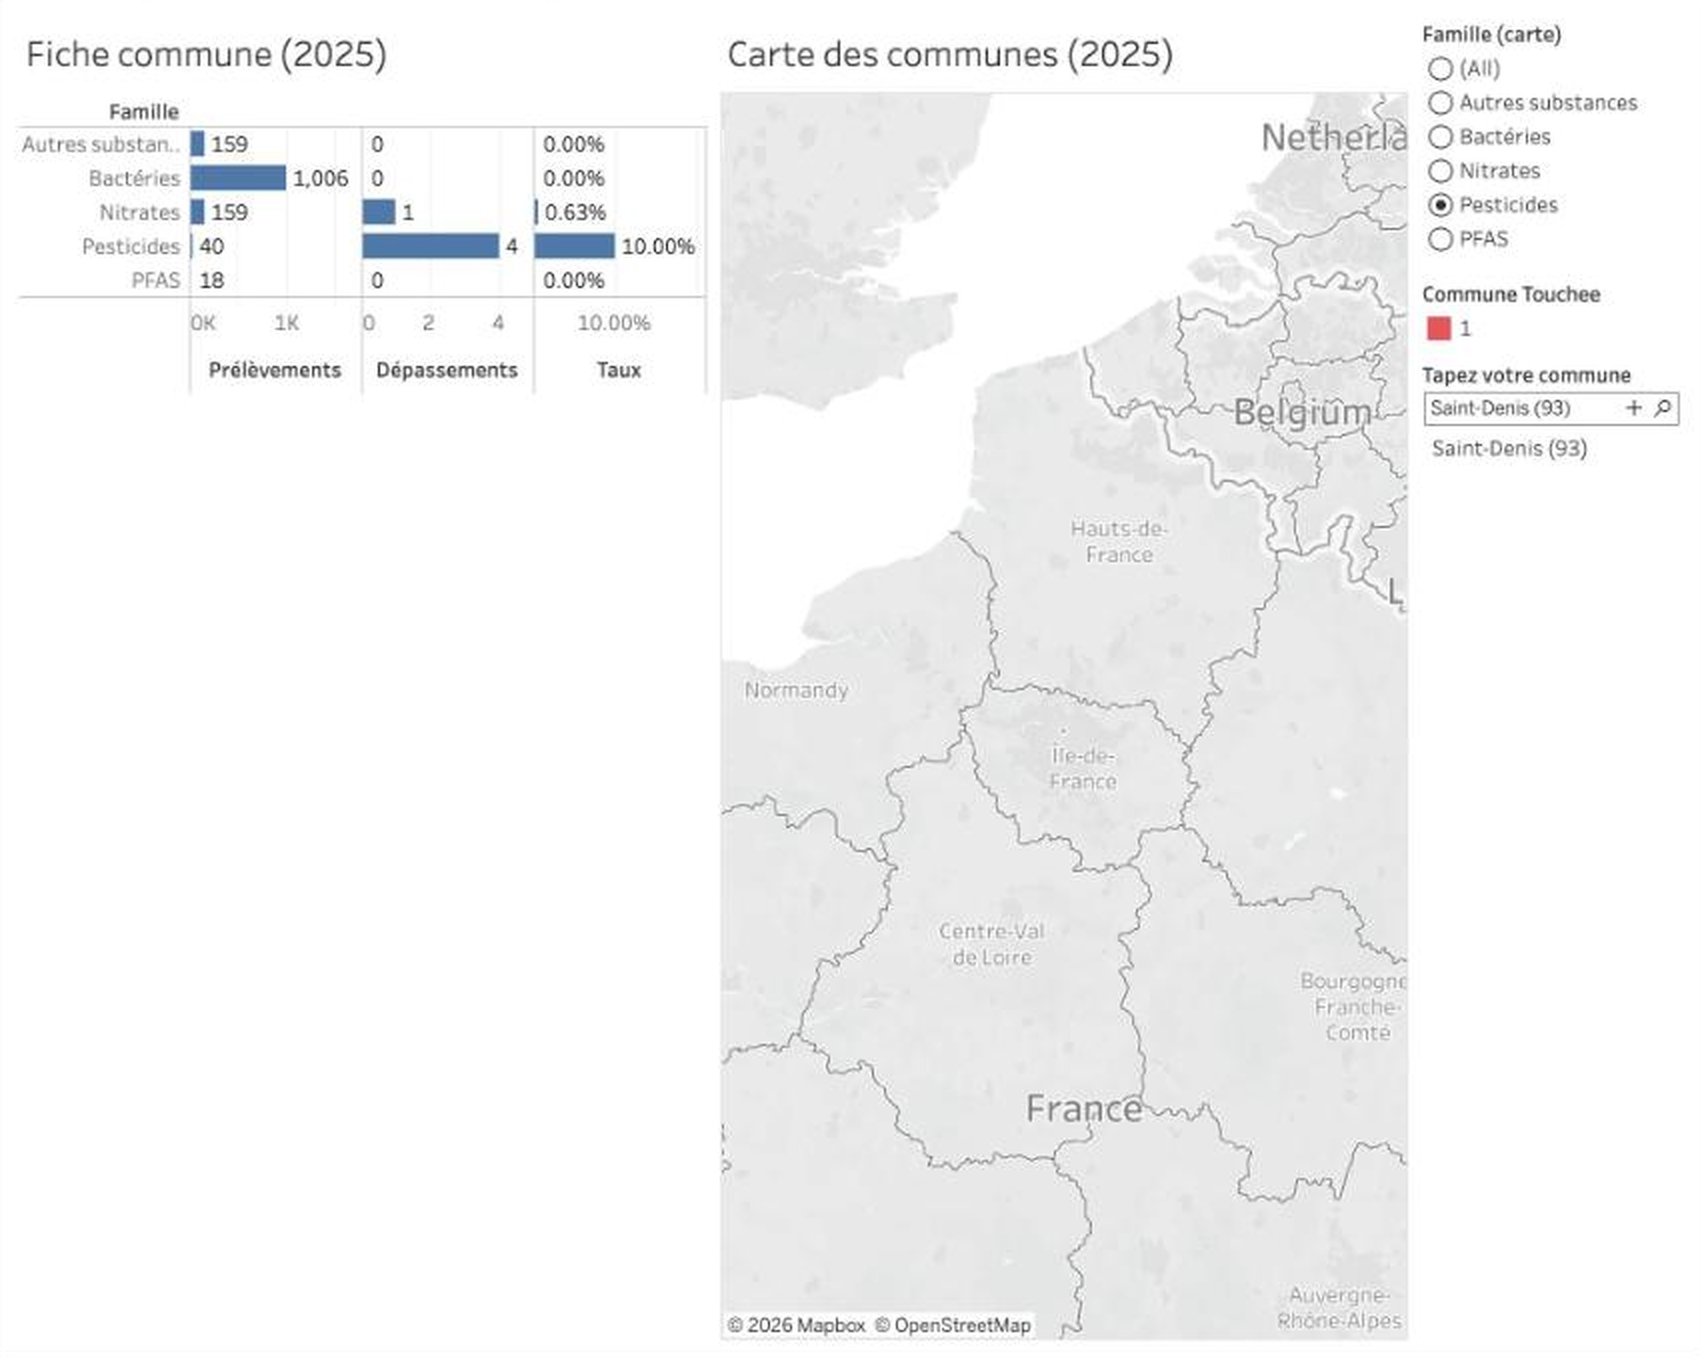 Fiche commune (2025)
Famille
Autres substan..
159
0
0.00%
Bactéries
1,006
0
0.00%
Nitrates
159
1
0.63%
Pesticides
40
4
10.00%
PFAS
18
0
0.00%
0K
1K
0
2
4
10.00%
Prélèvements
Dépassements
Taux
Carte des communes (2025)
Netherla
Belgium
L
Hauts-de-
France
Normandy
Île-de-
France
Centre-Val
de Loire
Bourgogne
Franche-
Comté
France
Auvergne-
Rhône-Alpes
© 2026 Mapbox © OpenStreetMap
Famille (carte)
(All)
Autres substances
Bactéries
Nitrates
Pesticides
PFAS
Commune Touchee
1
Tapez votre commune
Saint-Denis (93)
Saint-Denis (93)